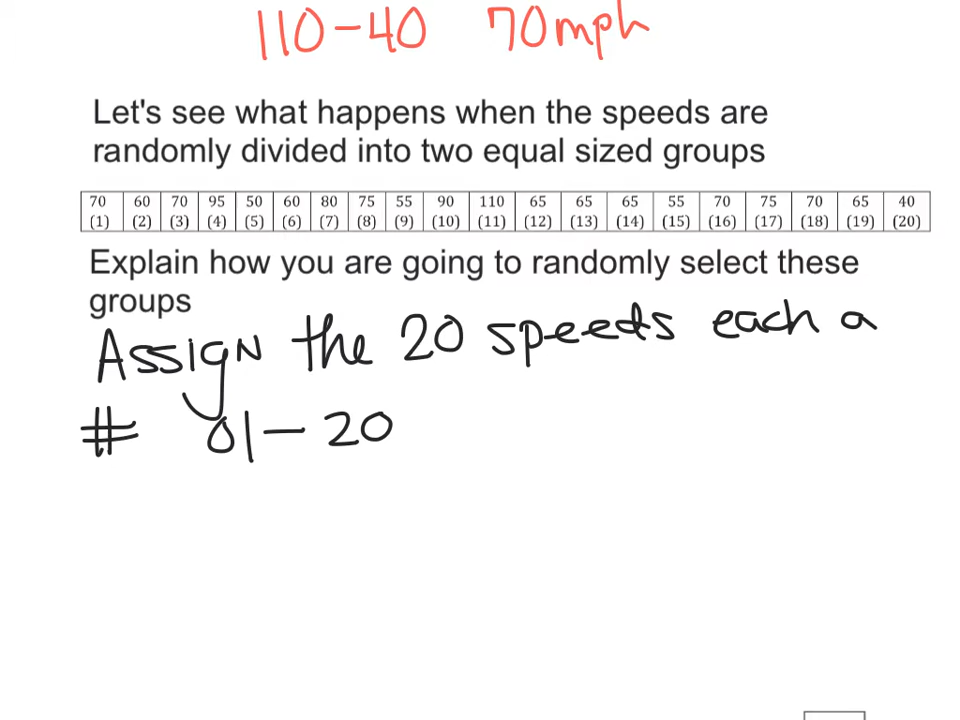 110-40 70mph
Let's see what happens when the speeds are
randomly divided into two equal sized groups
70 60 70 95 50 60 80 75 55 90 110 65 65 65 55 70 75 70 65 40
(1) (2) (3) (4) (5) (6) (7) (8) (9) (10) (11) (12) (13) (14) (15) (16) (17) (18) (19) (20)
Explain how you are going to randomly select these
groups
Assign the 20 speeds each a
# 01-20